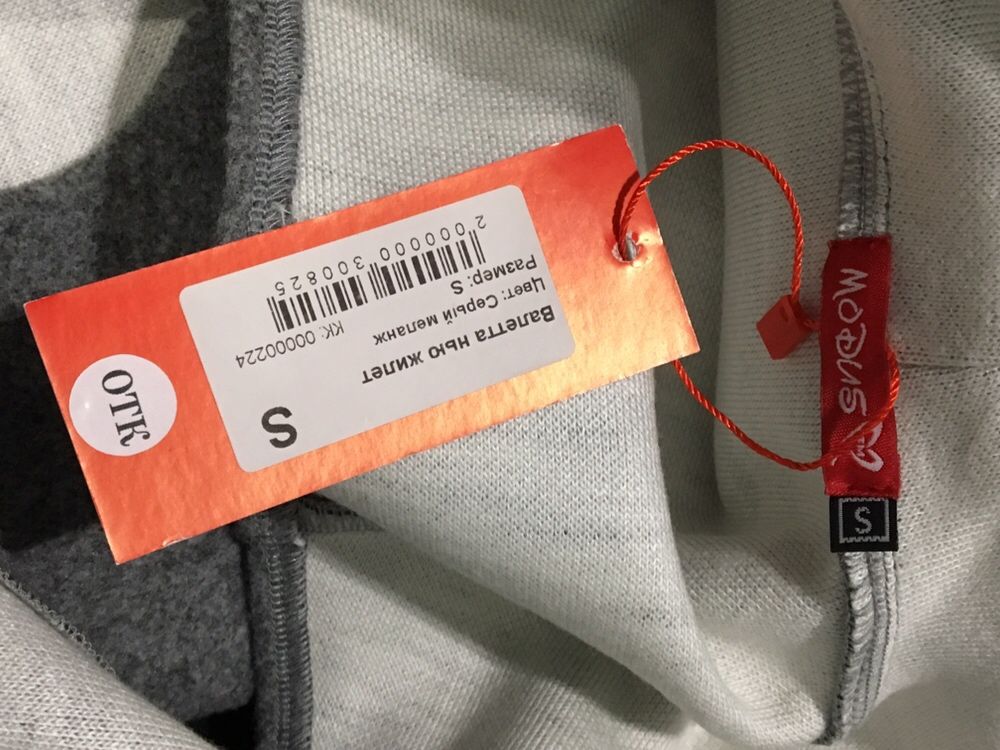 S
Валетта нью жилет
Цвет: Серый меланж
Размер: S
КК: 00000224
2 000000 300825
ОТК
MODUS
S